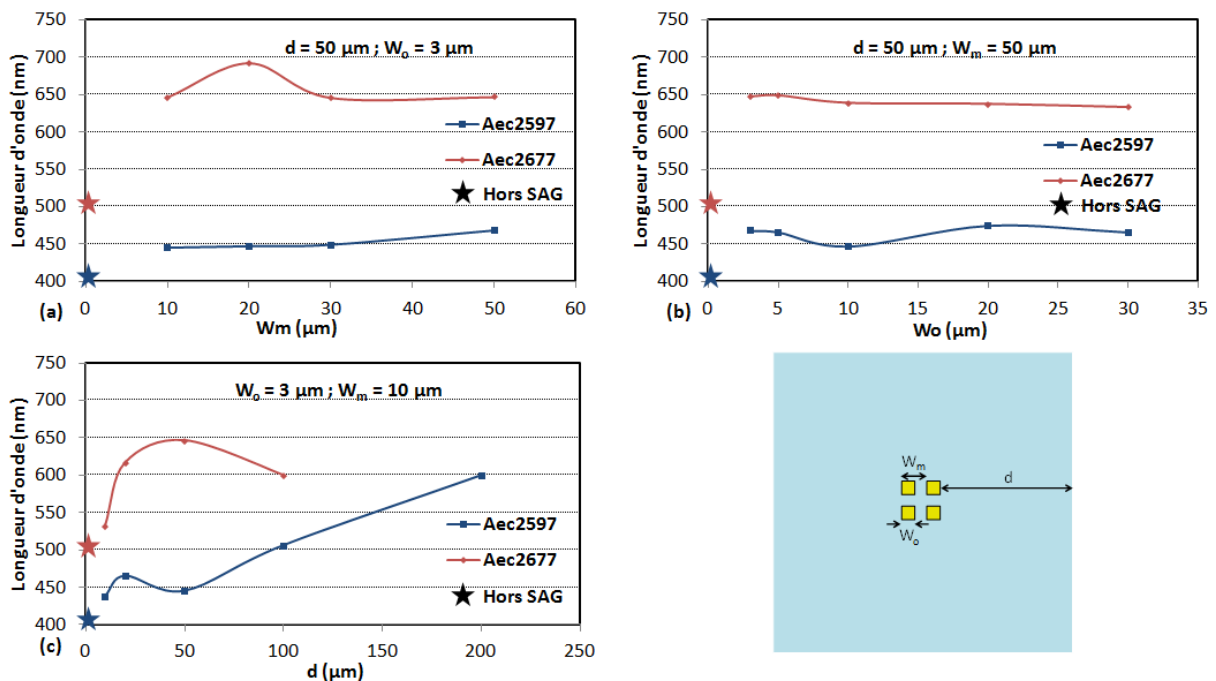 750
700
650
600
550
500
450
400
Longueur d'onde (nm)
d = 50 µm ; Wo = 3 µm
Aec2597
Aec2677
Hors SAG
0 10 20 30 40 50 60
Wm (µm)
(a)
750
700
650
600
550
500
450
400
Longueur d'onde (nm)
d = 50 µm ; Wm = 50 µm
Aec2597
Aec2677
Hors SAG
0 5 10 15 20 25 30 35
Wo (µm)
(b)
750
700
650
600
550
500
450
400
Longueur d'onde (nm)
Wo = 3 µm ; Wm = 10 µm
Aec2597
Aec2677
Hors SAG
0 50 100 150 200 250
d (µm)
(c)
Wm
d
Wo